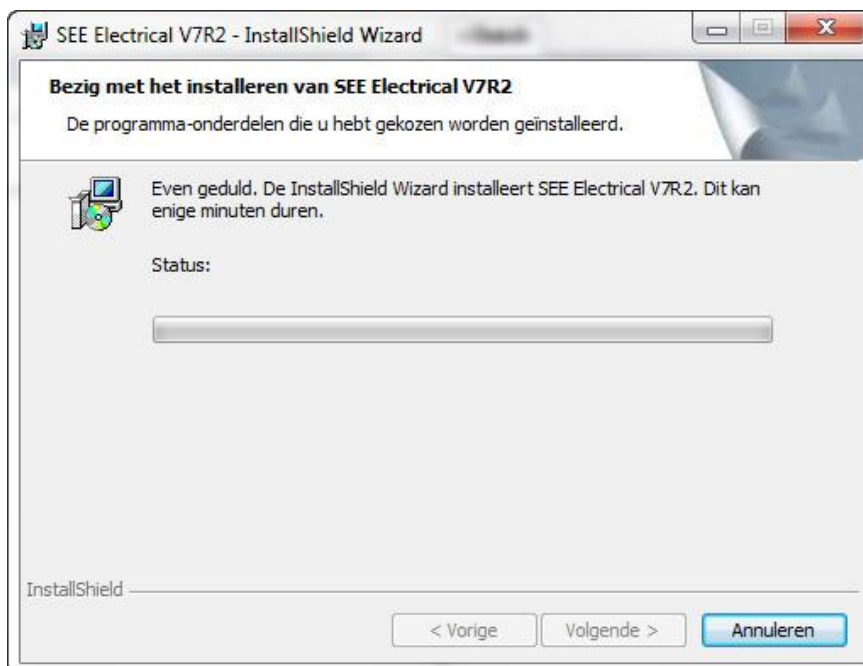 SEE Electrical V7R2 - InstallShield Wizard
Bezig met het installeren van SEE Electrical V7R2
De programma-onderdelen die u hebt gekozen worden geïnstalleerd.
Even geduld. De InstallShield Wizard installeert SEE Electrical V7R2. Dit kan
enige minuten duren.
Status:
InstallShield
< Vorige
Volgende >
Annuleren